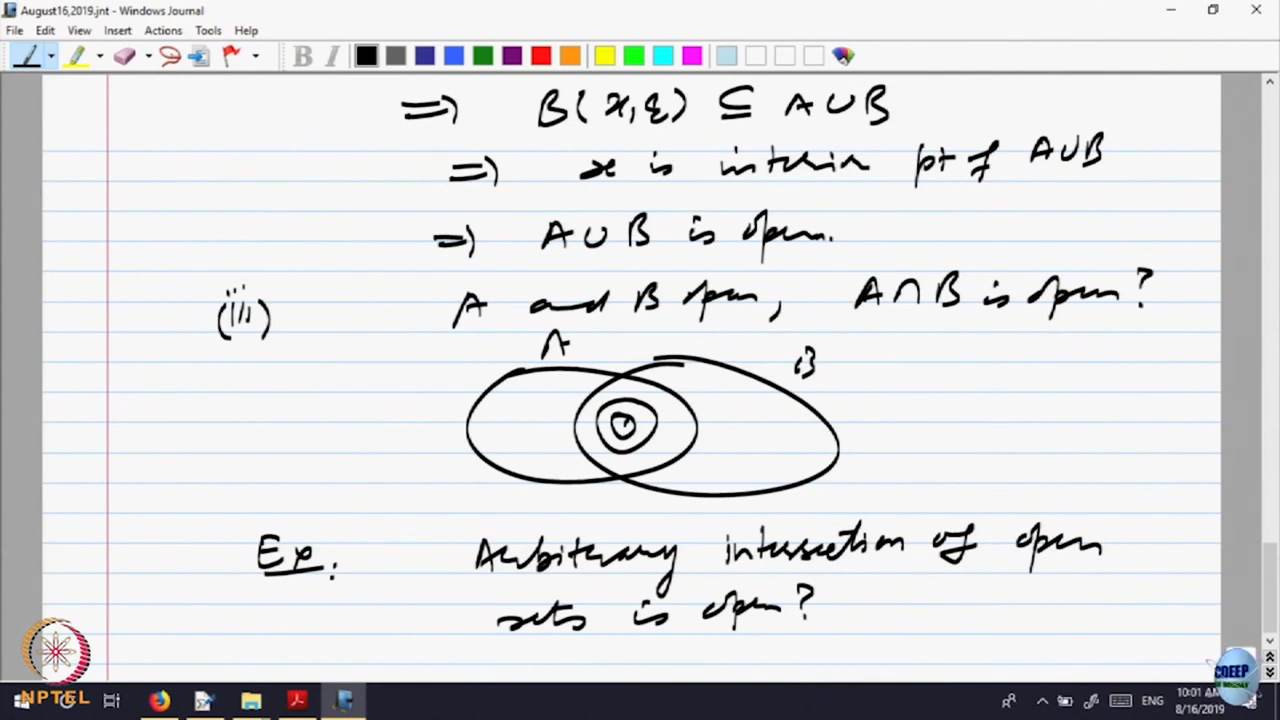 August16,2019.jnt - Windows Journal
File Edit View Insert Actions Tools Help
B I
=> B(x,ε) ⊆ A∪B
=> x is interior pt of A∪B
=> A ∪ B is open.
(iii) A and B open, A∩B is open?
A B
Ex. Arbitrary intersection of open
sets is open?
NPTEL
CDEEP
ENG
10:01 AM
8/16/2019